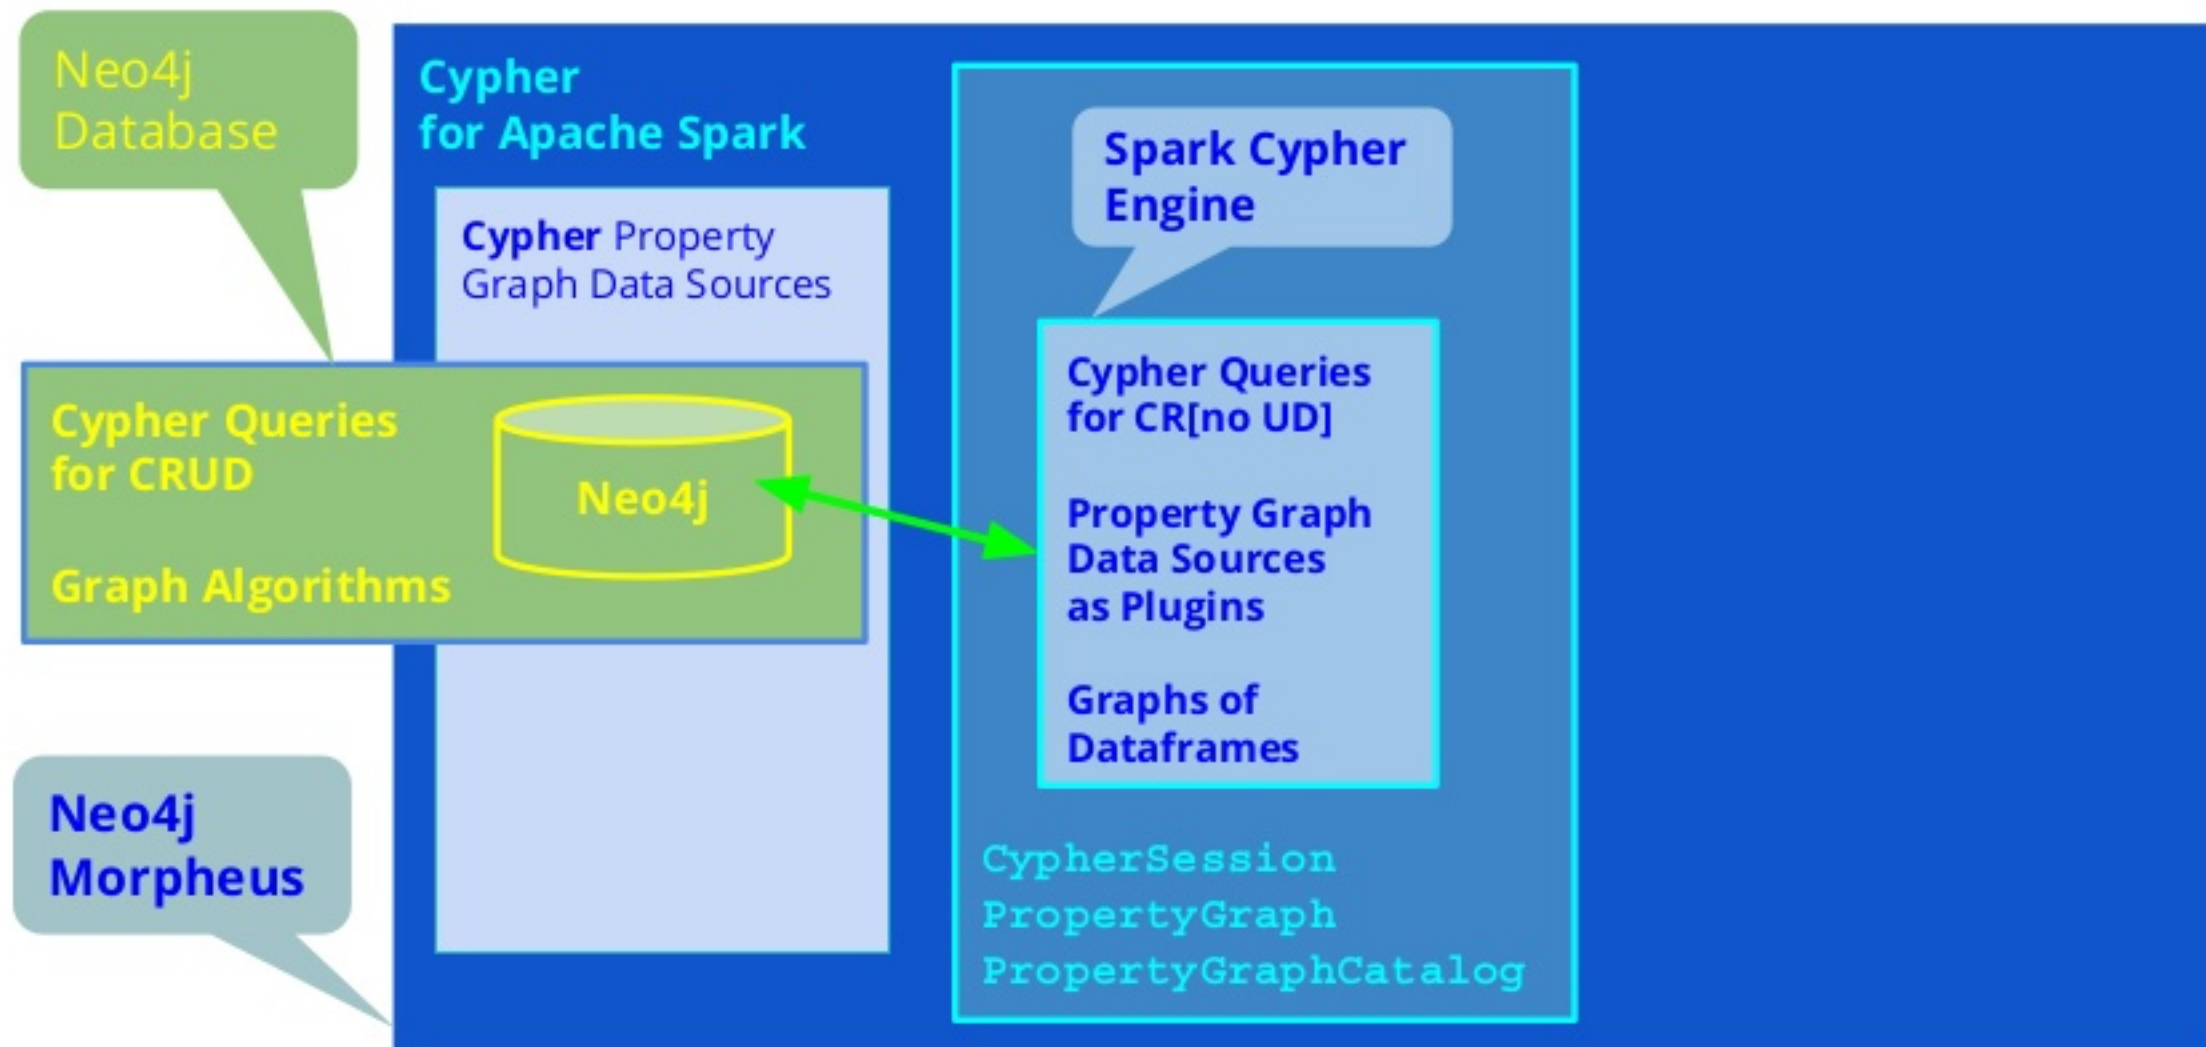 Neo4j
Database
Cypher
for Apache Spark
Cypher Property
Graph Data Sources
Cypher Queries
for CRUD
Graph Algorithms
Neo4j
Neo4j
Morpheus
Spark Cypher
Engine
Cypher Queries
for CR[no UD]
Property Graph
Data Sources
as Plugins
Graphs of
Dataframes
CypherSession
PropertyGraph
PropertyGraphCatalog